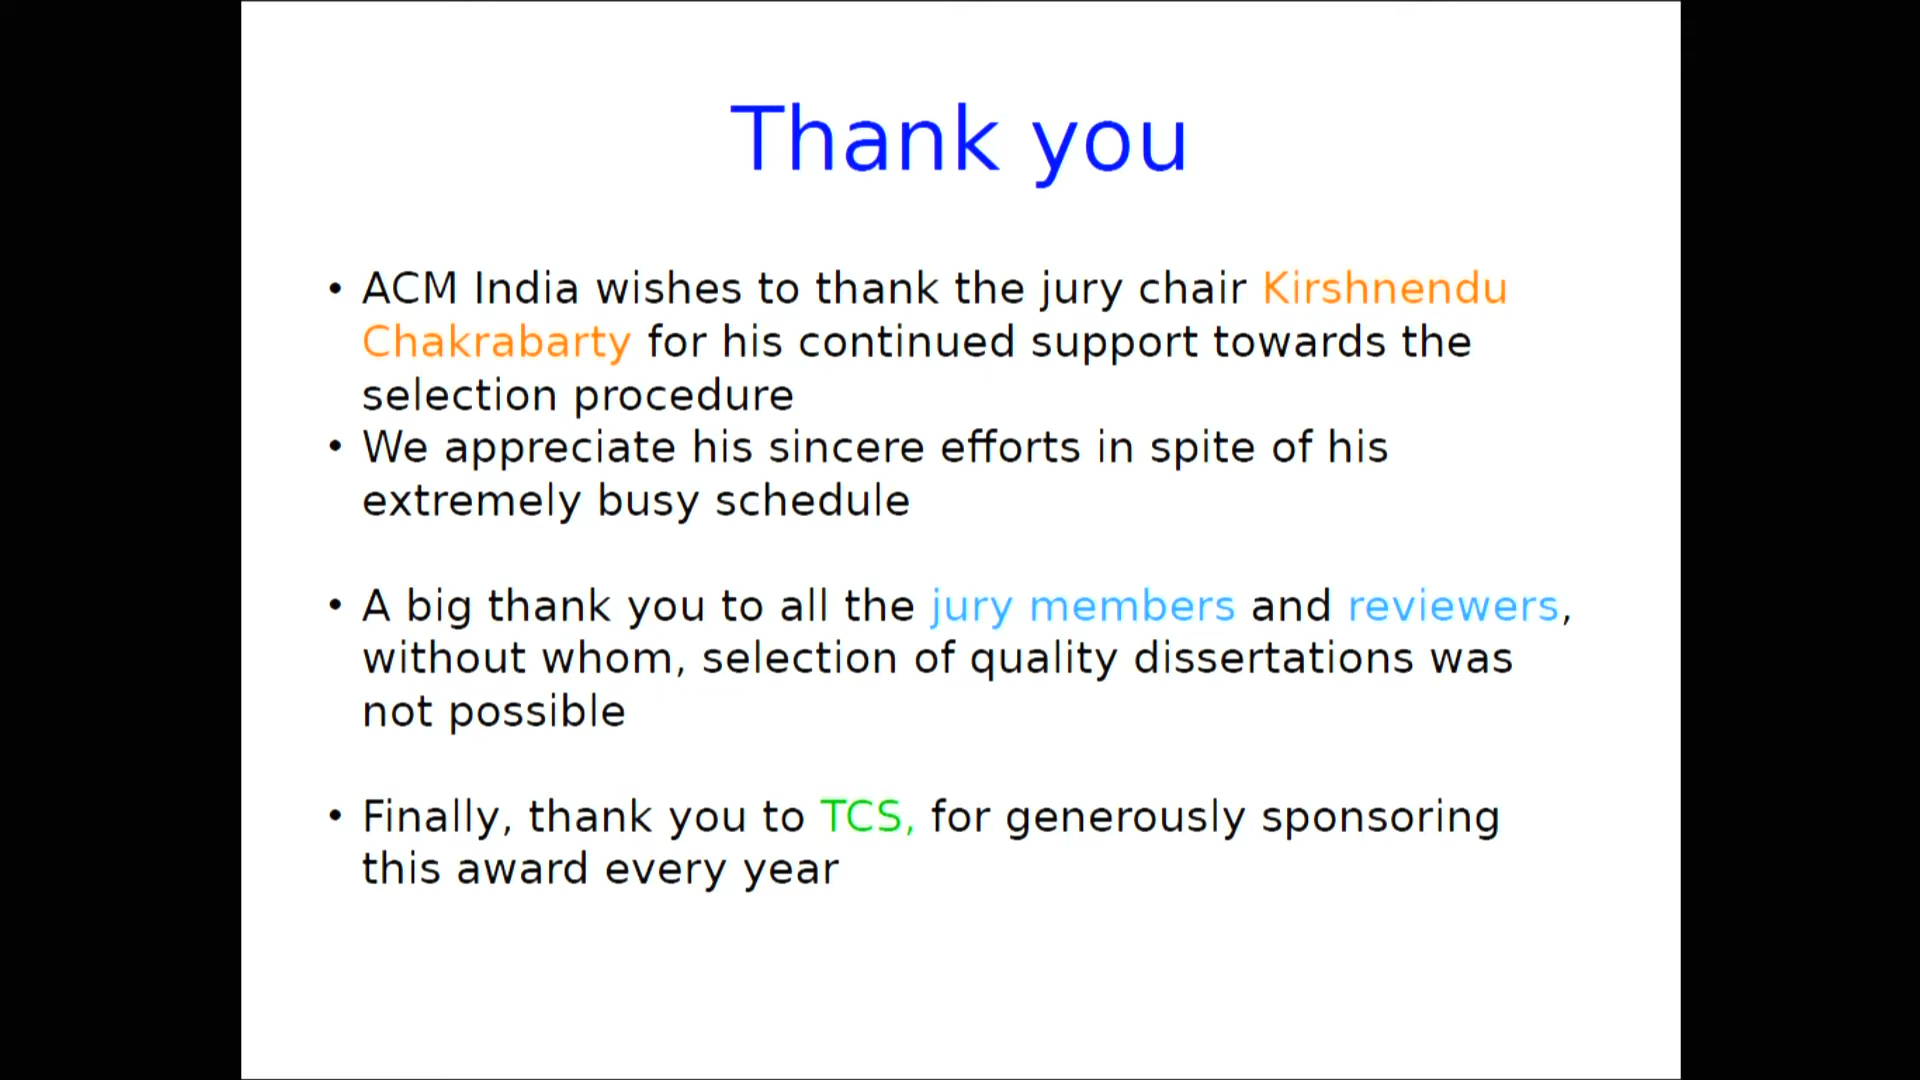 Thank you
• ACM India wishes to thank the jury chair Kirshnendu
Chakrabarty for his continued support towards the
selection procedure
• We appreciate his sincere efforts in spite of his
extremely busy schedule
• A big thank you to all the jury members and reviewers,
without whom, selection of quality dissertations was
not possible
• Finally, thank you to TCS, for generously sponsoring
this award every year